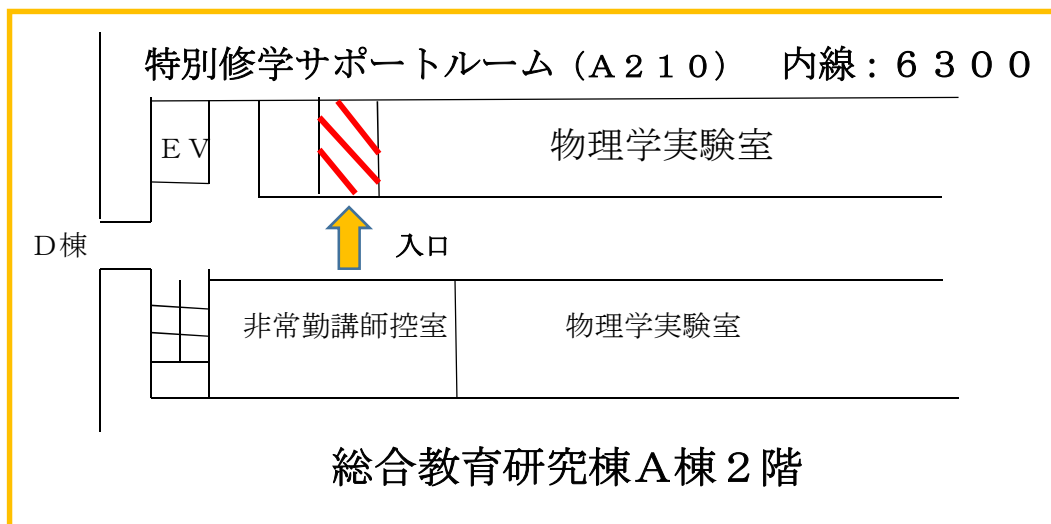 特別修学サポートルーム（Ａ２１０）　内線：６３００
ＥＶ
物理学実験室
Ｄ棟
入口
非常勤講師控室
物理学実験室
総合教育研究棟Ａ棟２階